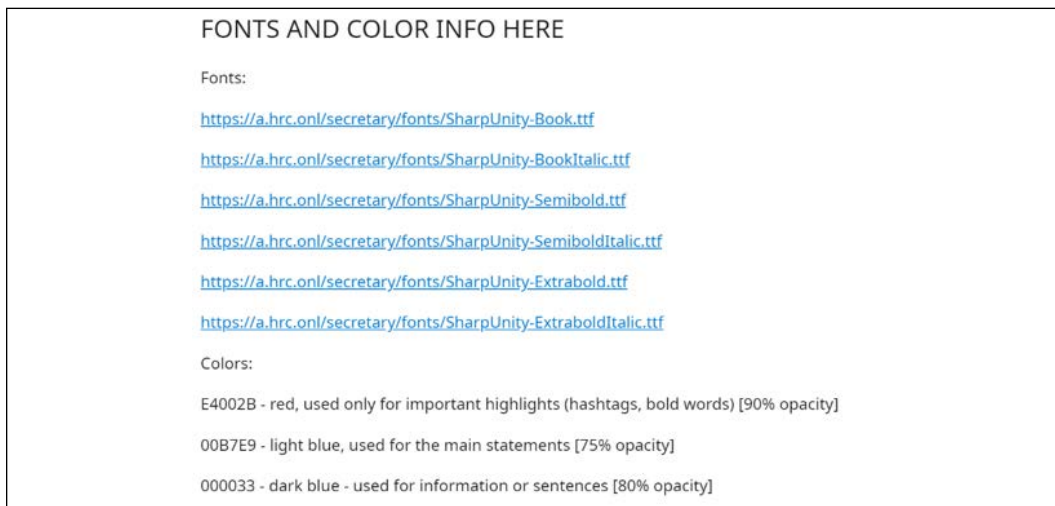 FONTS AND COLOR INFO HERE
Fonts:
https://a.hrc.onl/secretary/fonts/SharpUnity-Book.ttf
https://a.hrc.onl/secretary/fonts/SharpUnity-BookItalic.ttf
https://a.hrc.onl/secretary/fonts/SharpUnity-Semibold.ttf
https://a.hrc.onl/secretary/fonts/SharpUnity-SemiboldItalic.ttf
https://a.hrc.onl/secretary/fonts/SharpUnity-Extrabold.ttf
https://a.hrc.onl/secretary/fonts/SharpUnity-ExtraboldItalic.ttf
Colors:
E4002B - red, used only for important highlights (hashtags, bold words) [90% opacity]
00B7E9 - light blue, used for the main statements [75% opacity]
000033 - dark blue - used for information or sentences [80% opacity]